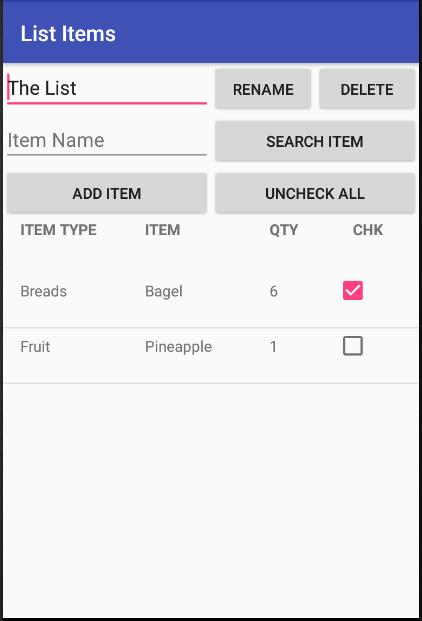 List Items
The List RENAME DELETE
Item Name SEARCH ITEM
ADD ITEM UNCHECK ALL
ITEM TYPE ITEM QTY CHK
Breads Bagel 6
Fruit Pineapple 1